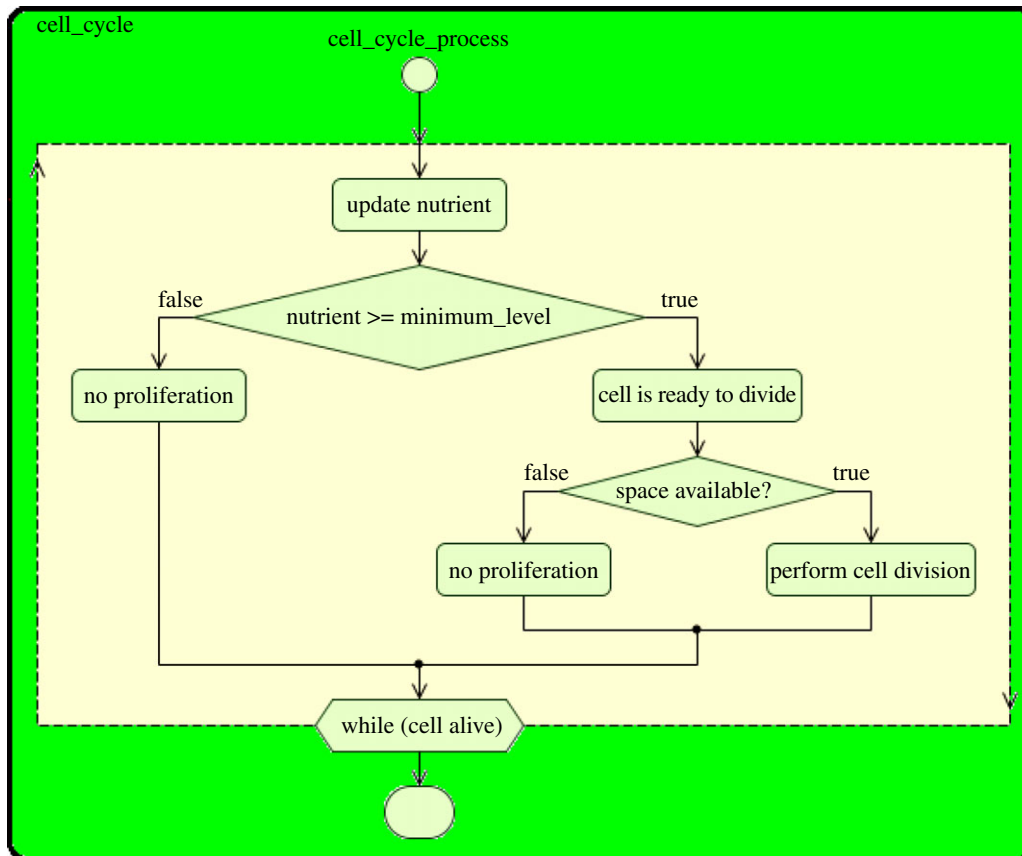 cell_cycle
cell_cycle_process
update nutrient
false
true
nutrient >= minimum_level
no proliferation
cell is ready to divide
false
true
space available?
no proliferation
perform cell division
while (cell alive)